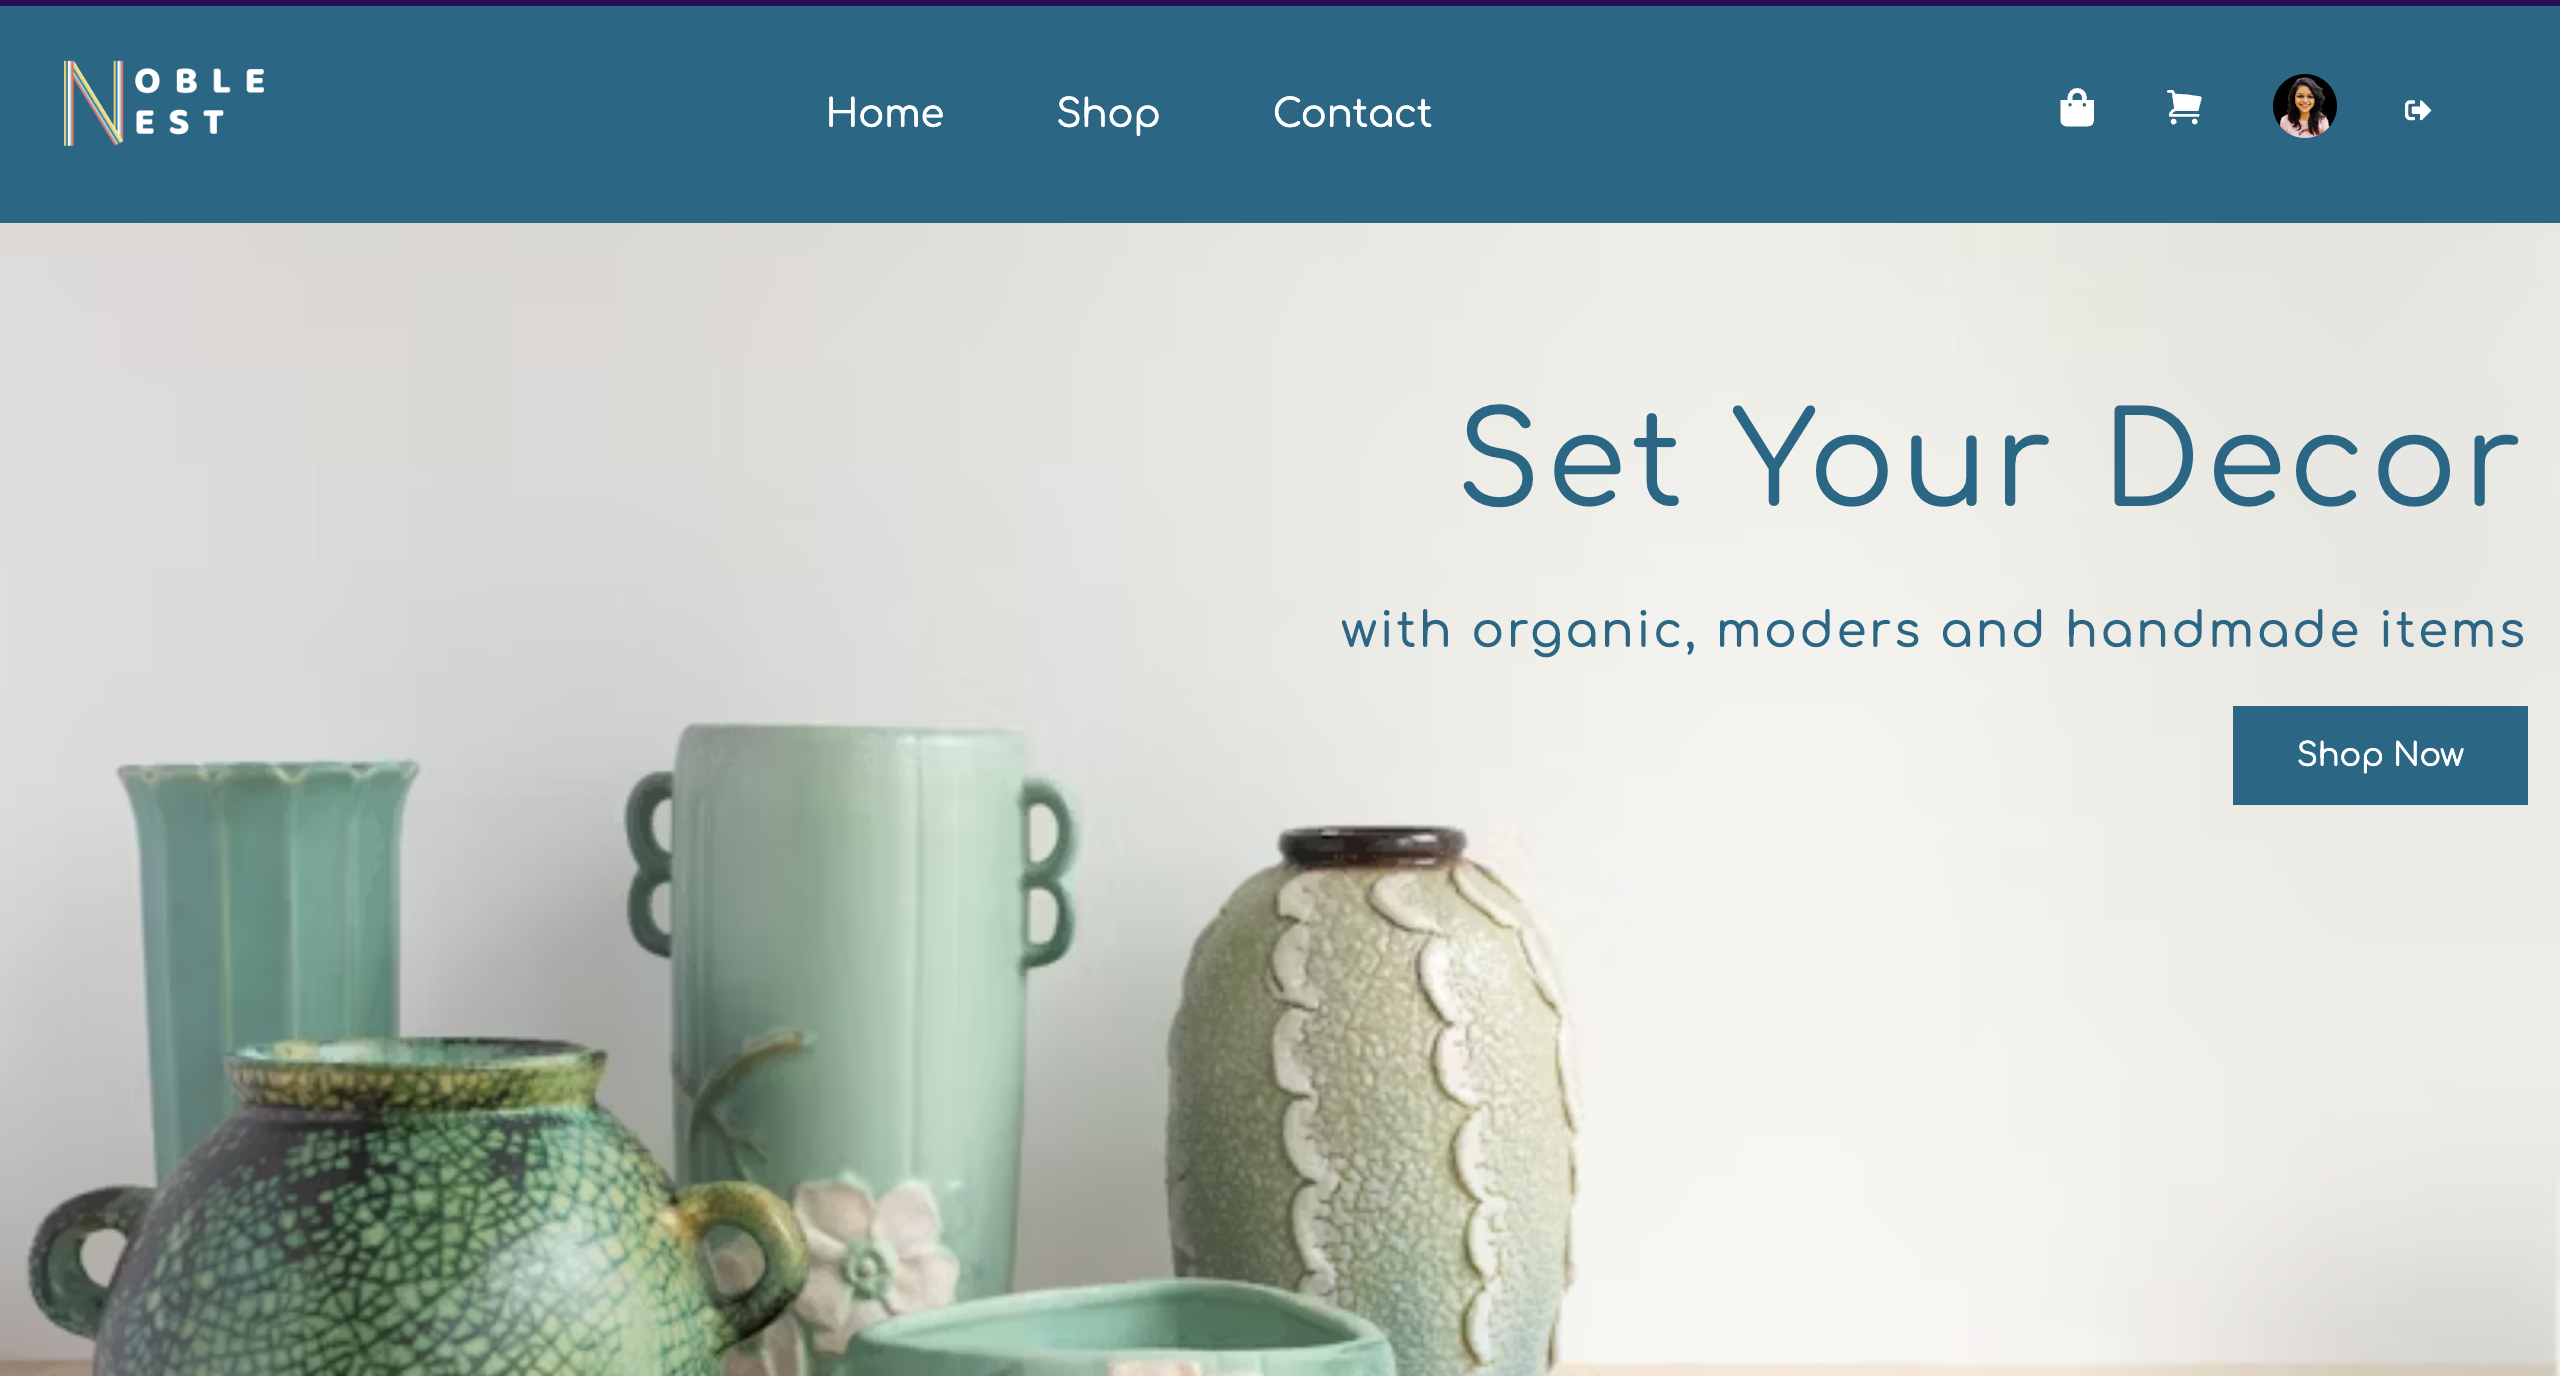 NOBLE
NEST
Home Shop Contact
Set Your Decor
with organic, moders and handmade items
Shop Now